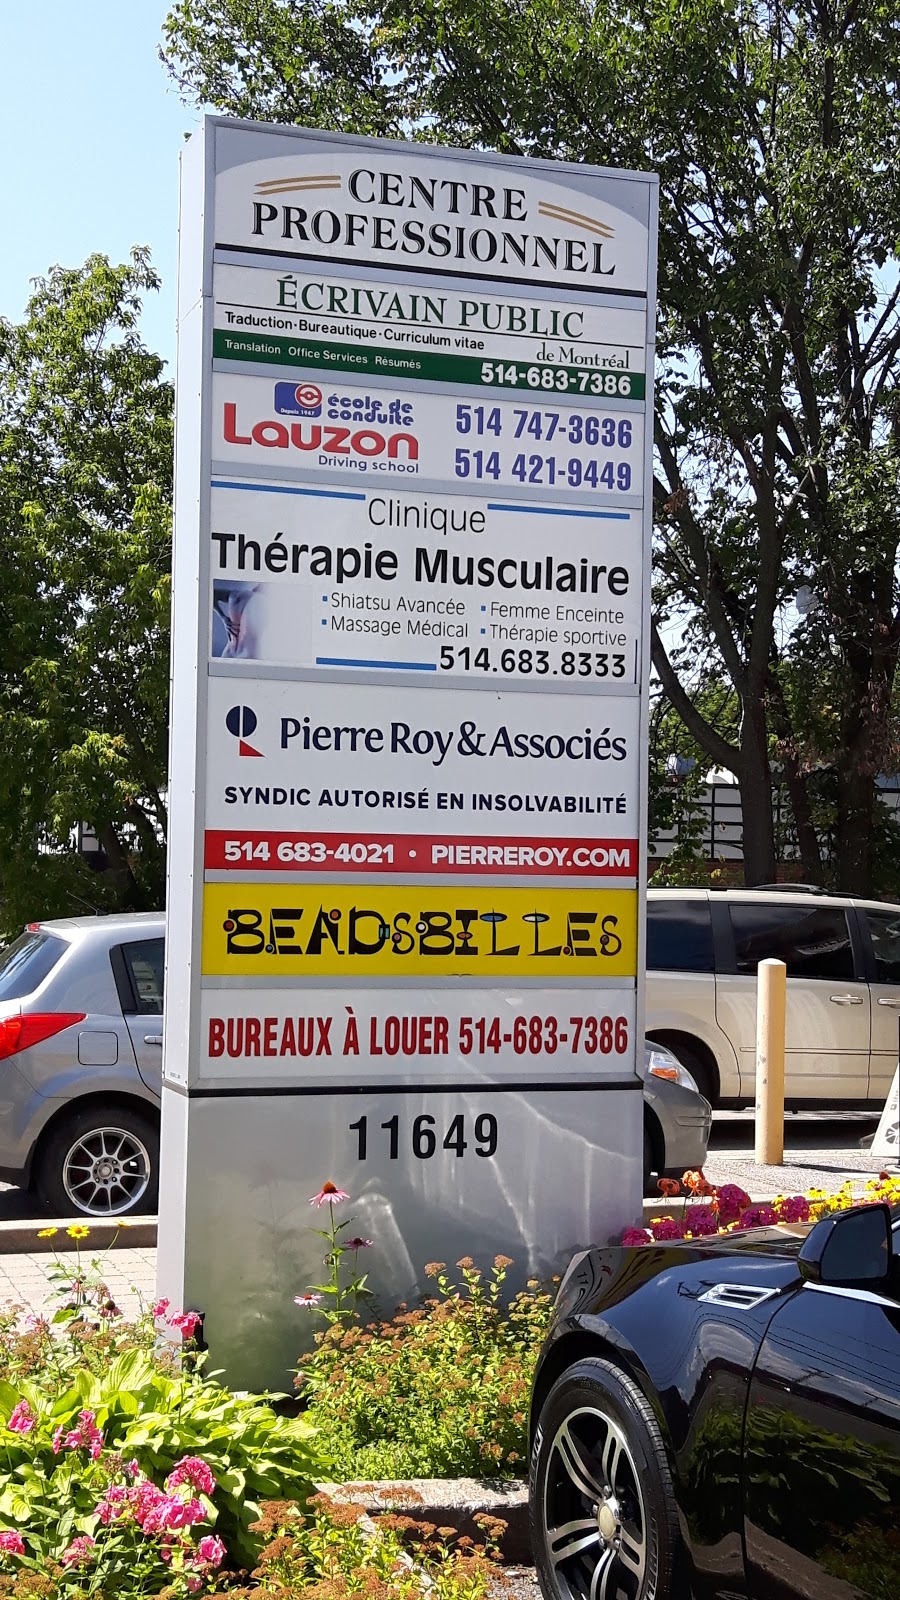 CENTRE
PROFESSIONNEL
ÉCRIVAIN PUBLIC
Traduction·Bureautique·Curriculum vitae
de Montréal
Translation Office Services Résumés
514-683-7386
Depuis 1947
école de
conduite
Lauzon
Driving school
514 747-3636
514 421-9449
Clinique
Thérapie Musculaire
▪ Shiatsu Avancée ▪ Femme Enceinte
▪ Massage Médical ▪ Thérapie sportive
514.683.8333
Pierre Roy & Associés
SYNDIC AUTORISÉ EN INSOLVABILITÉ
514 683-4021 • PIERREROY.COM
BEADSBILLES
BUREAUX À LOUER 514-683-7386
11649